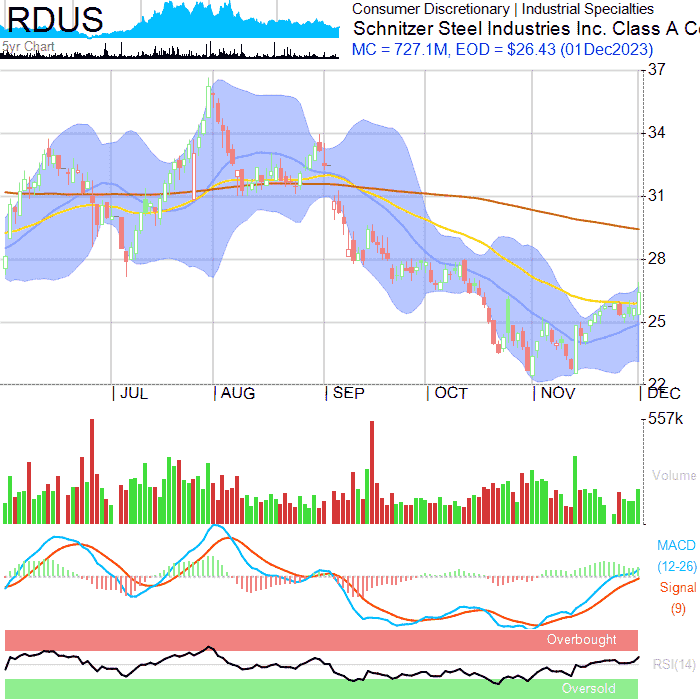 RDUS
5yr Chart
Consumer Discretionary | Industrial Specialties
Schnitzer Steel Industries Inc. Class A Co
MC = 727.1M, EOD = $26.43 (01Dec2023)
37
34
31
28
25
22
| JUL | AUG | SEP | OCT | NOV | DEC
557k
Volume
MACD
(12-26)
Signal
(9)
Overbought
RSI(14)
Oversold